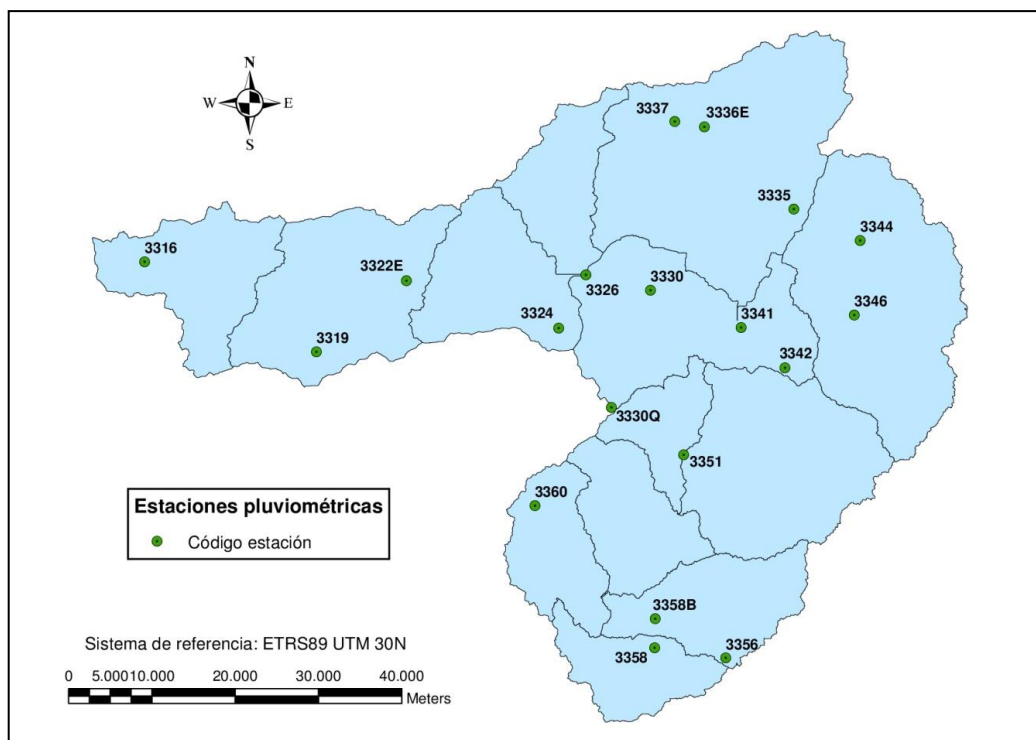 N
W E
S
3337
3336E
3335
3344
3316
3322E
3326
3330
3346
3324
3341
3319
3342
3330Q
3351
3360
Estaciones pluviométricas
Código estación
3358B
Sistema de referencia: ETRS89 UTM 30N
3358
3356
0 5.00010.000 20.000 30.000 40.000
Meters